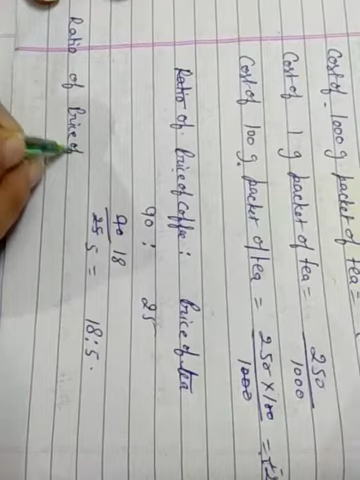 Cost of 1000 g packet of tea =
Cost of 1 g packet of tea = 250/1000
Cost of 100 g packet of tea = 250 × 100/1000 =
Ratio of Price of Coffee : Price of tea
90 : 25
90 18
25 5 = 18:5.
Ratio of Price of